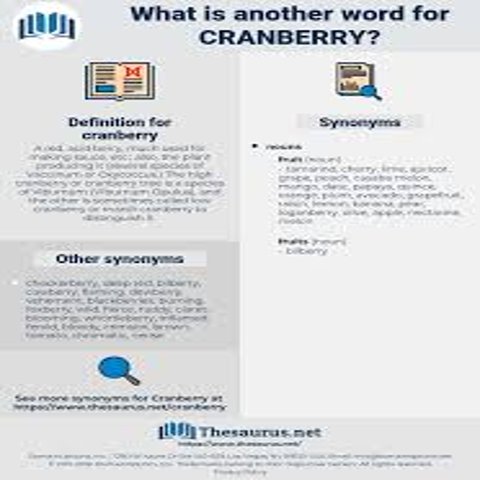 What is another word for
CRANBERRY?
Definition for
cranberry
A red, acid berry, much used for
making sauce, etc.; also, the plant
producing it (several species of
Vaccinum or Oxycoccus.) The high
cranberry or cranberry tree is a species
of Viburnum (Viburnum Opulus), and
the other is sometimes called low
cranberry or marsh cranberry to
distinguish it.
Synonyms
nouns
fruit (noun)
- tamarind, cherry, lime, apricot,
grape, peach, casaba melon,
mango, date, papaya, quince,
orange, plum, avocado, grapefruit,
lemon, banana, pear,
loganberry, olive, apple, nectarine,
melon
fruits (noun)
- bilberry
Other synonyms
chockerberry, deep red, bilberry,
cowberry, flaming, dewberry,
vehement, blackberries, burning,
foxberry, wild, fierce, ruddy, claret,
blooming, whortleberry, inflamed,
fervid, bloody, crimson, brown,
tomato, chromatic, cerise
See more synonyms for Cranberry at
https://www.thesaurus.net/cranberry
Thesaurus.net
https://www.thesaurus.net/
Privacy Policy